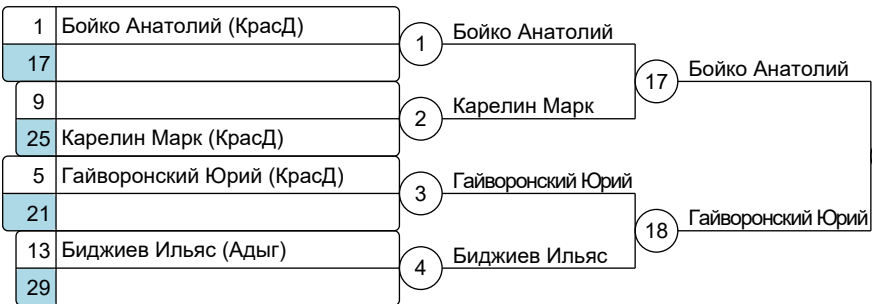 1 Бойко Анатолий (КрасД)
17
9
25 Карелин Марк (КрасД)
5 Гайворонский Юрий (КрасД)
21
13 Биджиев Ильяс (Адыг)
29
1 Бойко Анатолий
2 Карелин Марк
3 Гайворонский Юрий
4 Биджиев Ильяс
17 Бойко Анатолий
18 Гайворонский Юрий